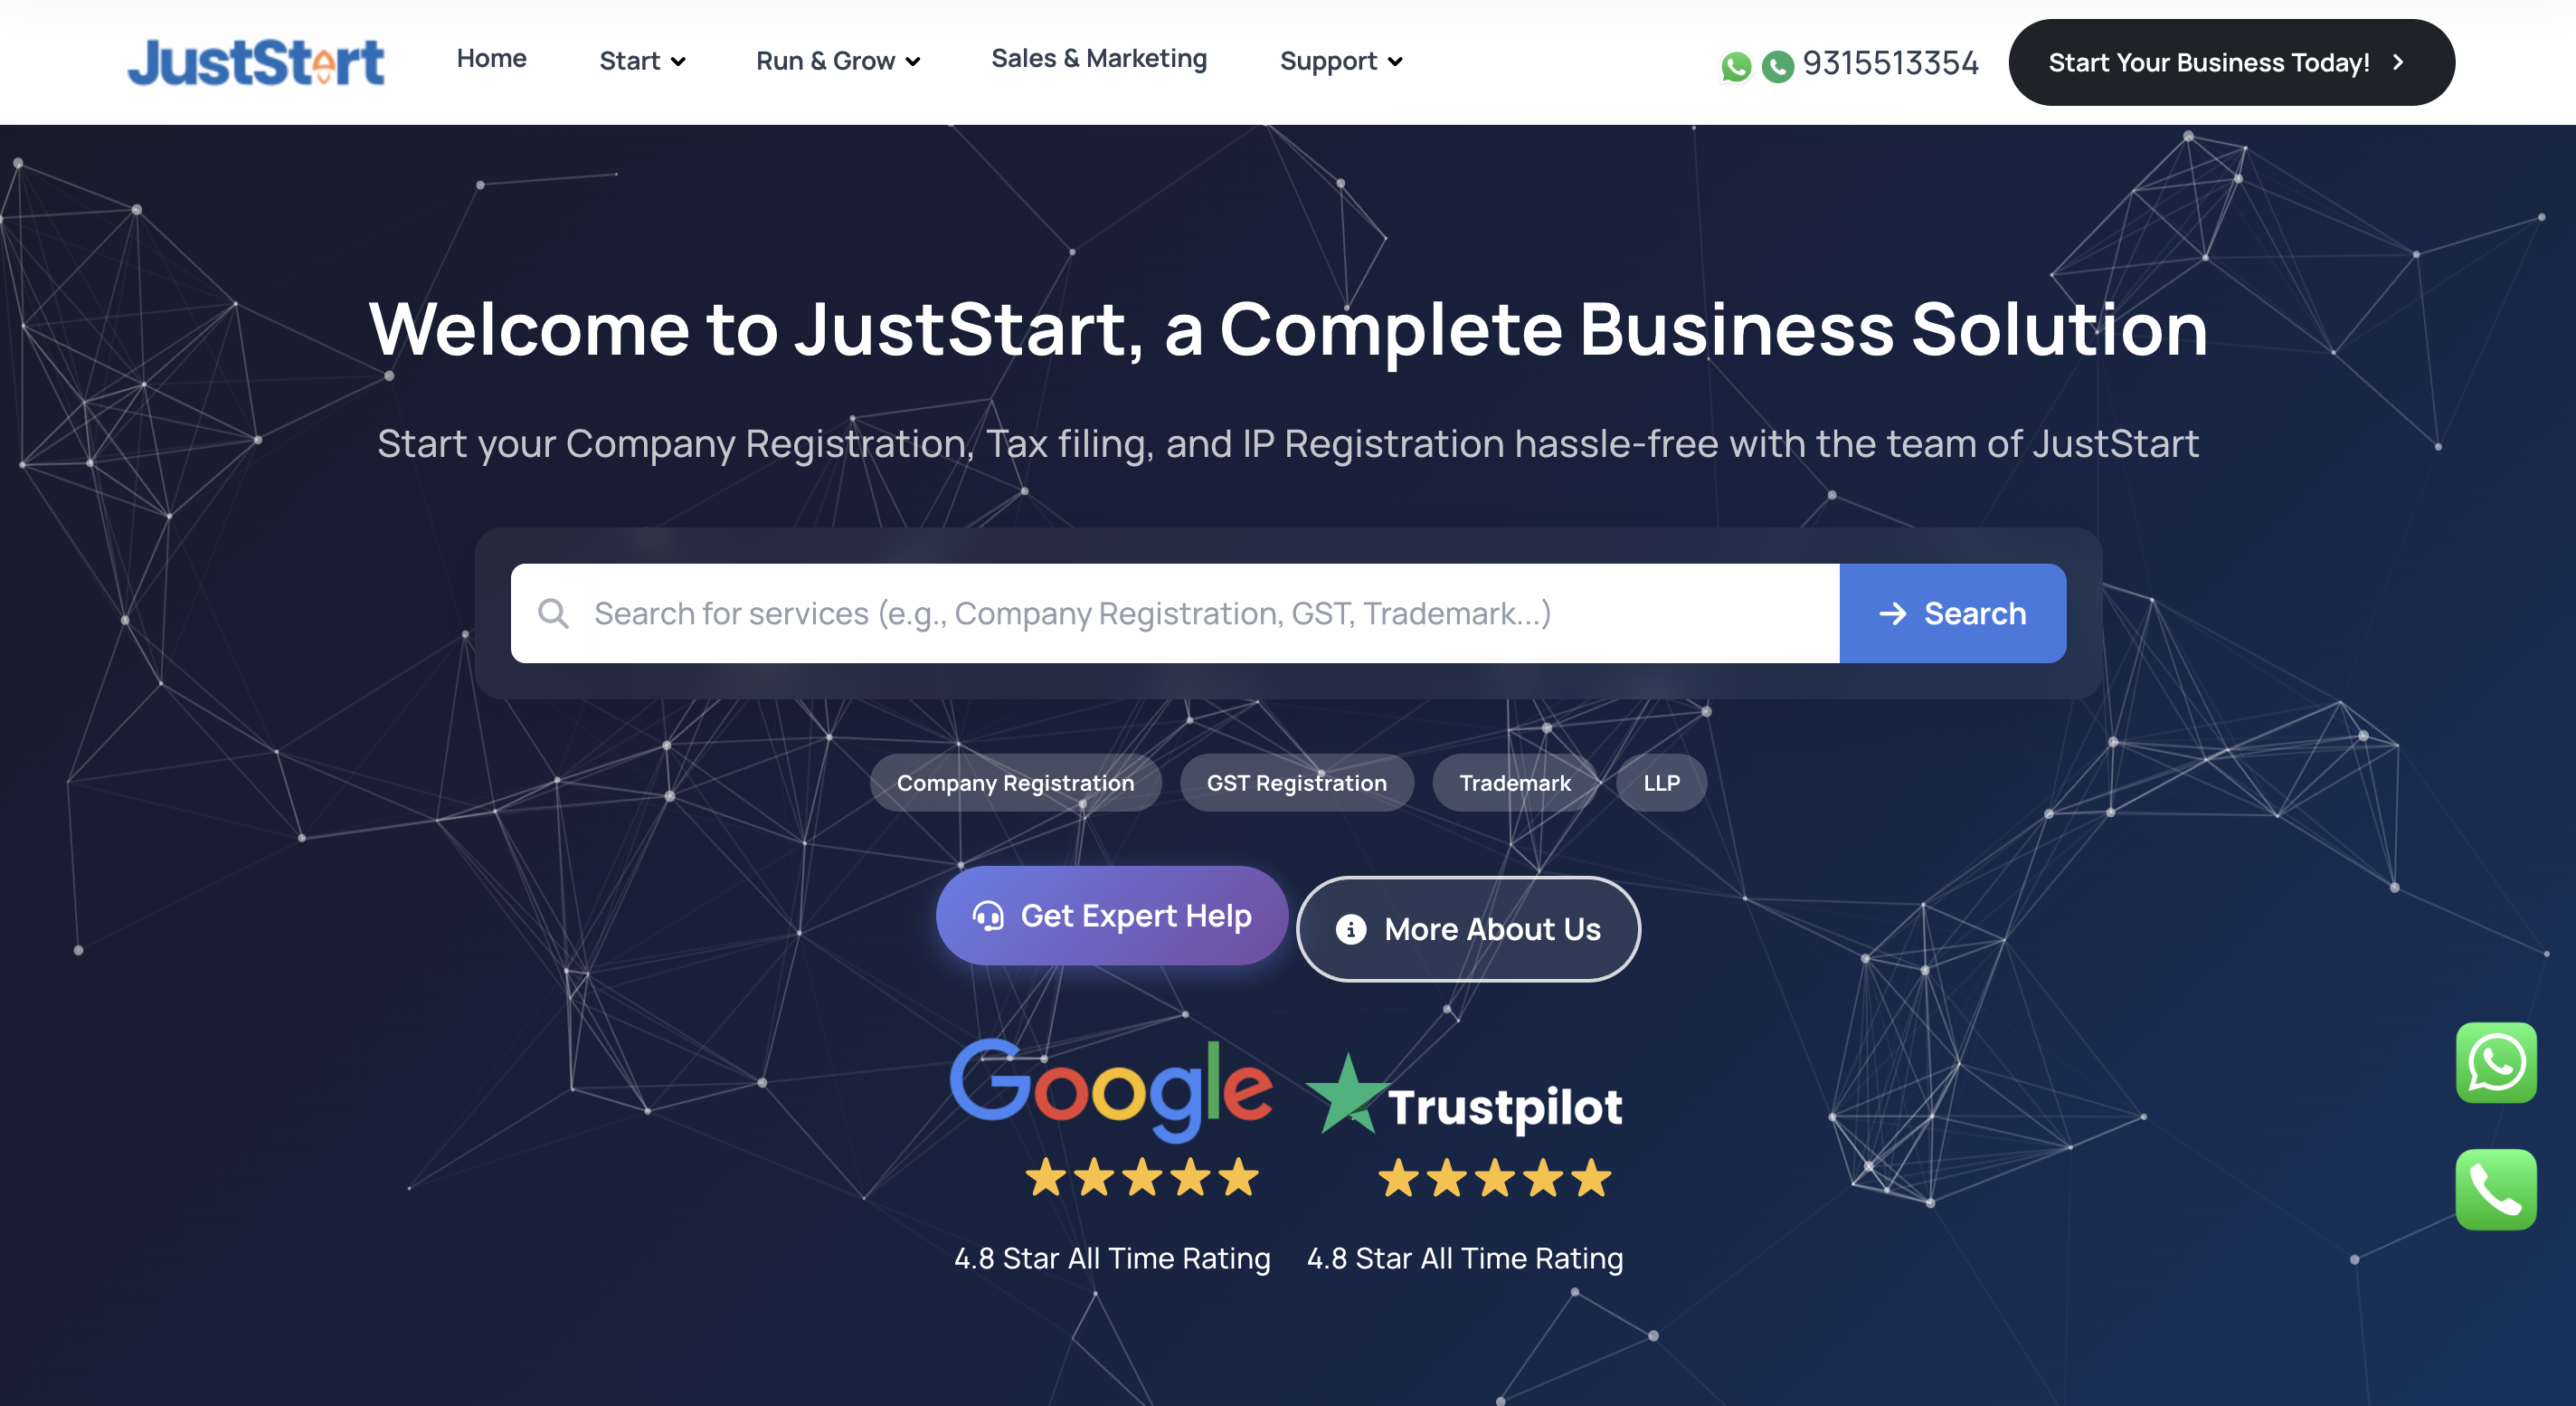 JustStart
Home
Start
Run & Grow
Sales & Marketing
Support
9315513354
Start Your Business Today!
Welcome to JustStart, a Complete Business Solution
Start your Company Registration, Tax filing, and IP Registration hassle-free with the team of JustStart
Search for services (e.g., Company Registration, GST, Trademark...)
Search
Company Registration
GST Registration
Trademark
LLP
Get Expert Help
More About Us
Google
Trustpilot
4.8 Star All Time Rating
4.8 Star All Time Rating